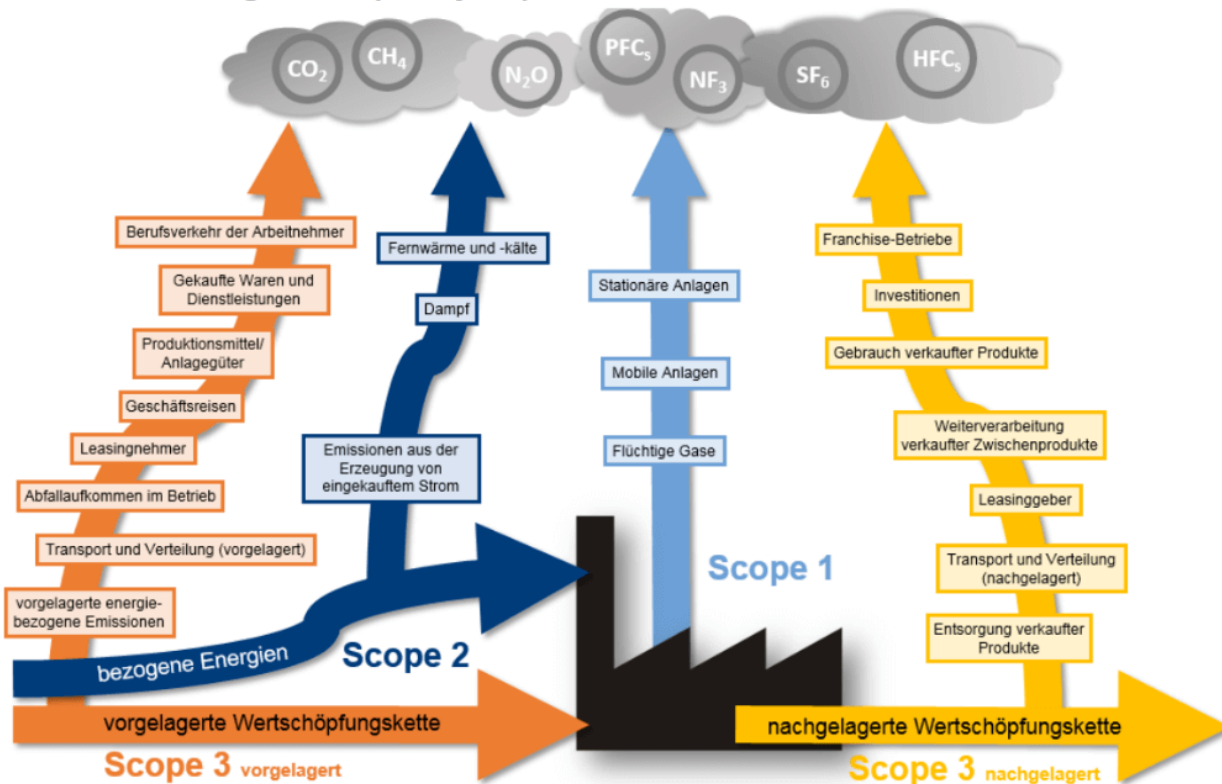 CO₂
CH₄
N₂O
PFCₛ
NF₃
SF₆
HFCₛ
Berufsverkehr der Arbeitnehmer
Gekaufte Waren und
Dienstleistungen
Produktionsmittel/
Anlagegüter
Geschäftsreisen
Leasingnehmer
Abfallaufkommen im Betrieb
Transport und Verteilung (vorgelagert)
vorgelagerte energie-
bezogene Emissionen
Fernwärme und -kälte
Dampf
Emissionen aus der
Erzeugung von
eingekauftem Strom
bezogene Energien
Scope 2
vorgelagerte Wertschöpfungskette
Scope 3 vorgelagert
Stationäre Anlagen
Mobile Anlagen
Flüchtige Gase
Scope 1
Franchise-Betriebe
Investitionen
Gebrauch verkaufter Produkte
Weiterverarbeitung
verkaufter Zwischenprodukte
Leasinggeber
Transport und Verteilung
(nachgelagert)
Entsorgung verkaufter
Produkte
nachgelagerte Wertschöpfungskette
Scope 3 nachgelagert